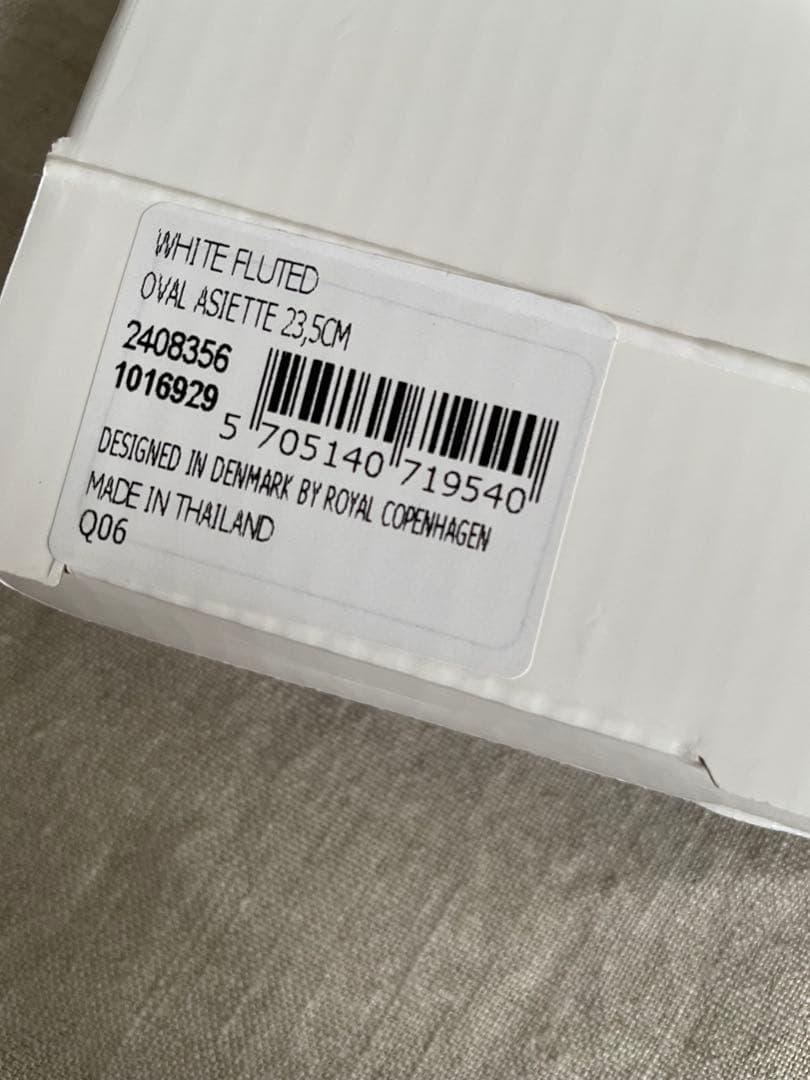 WHITE FLUTED
OVAL ASIETTE 23,5CM
2408356
1016929
5 705140 719540
DESIGNED IN DENMARK BY ROYAL COPENHAGEN
MADE IN THAILAND
Q06